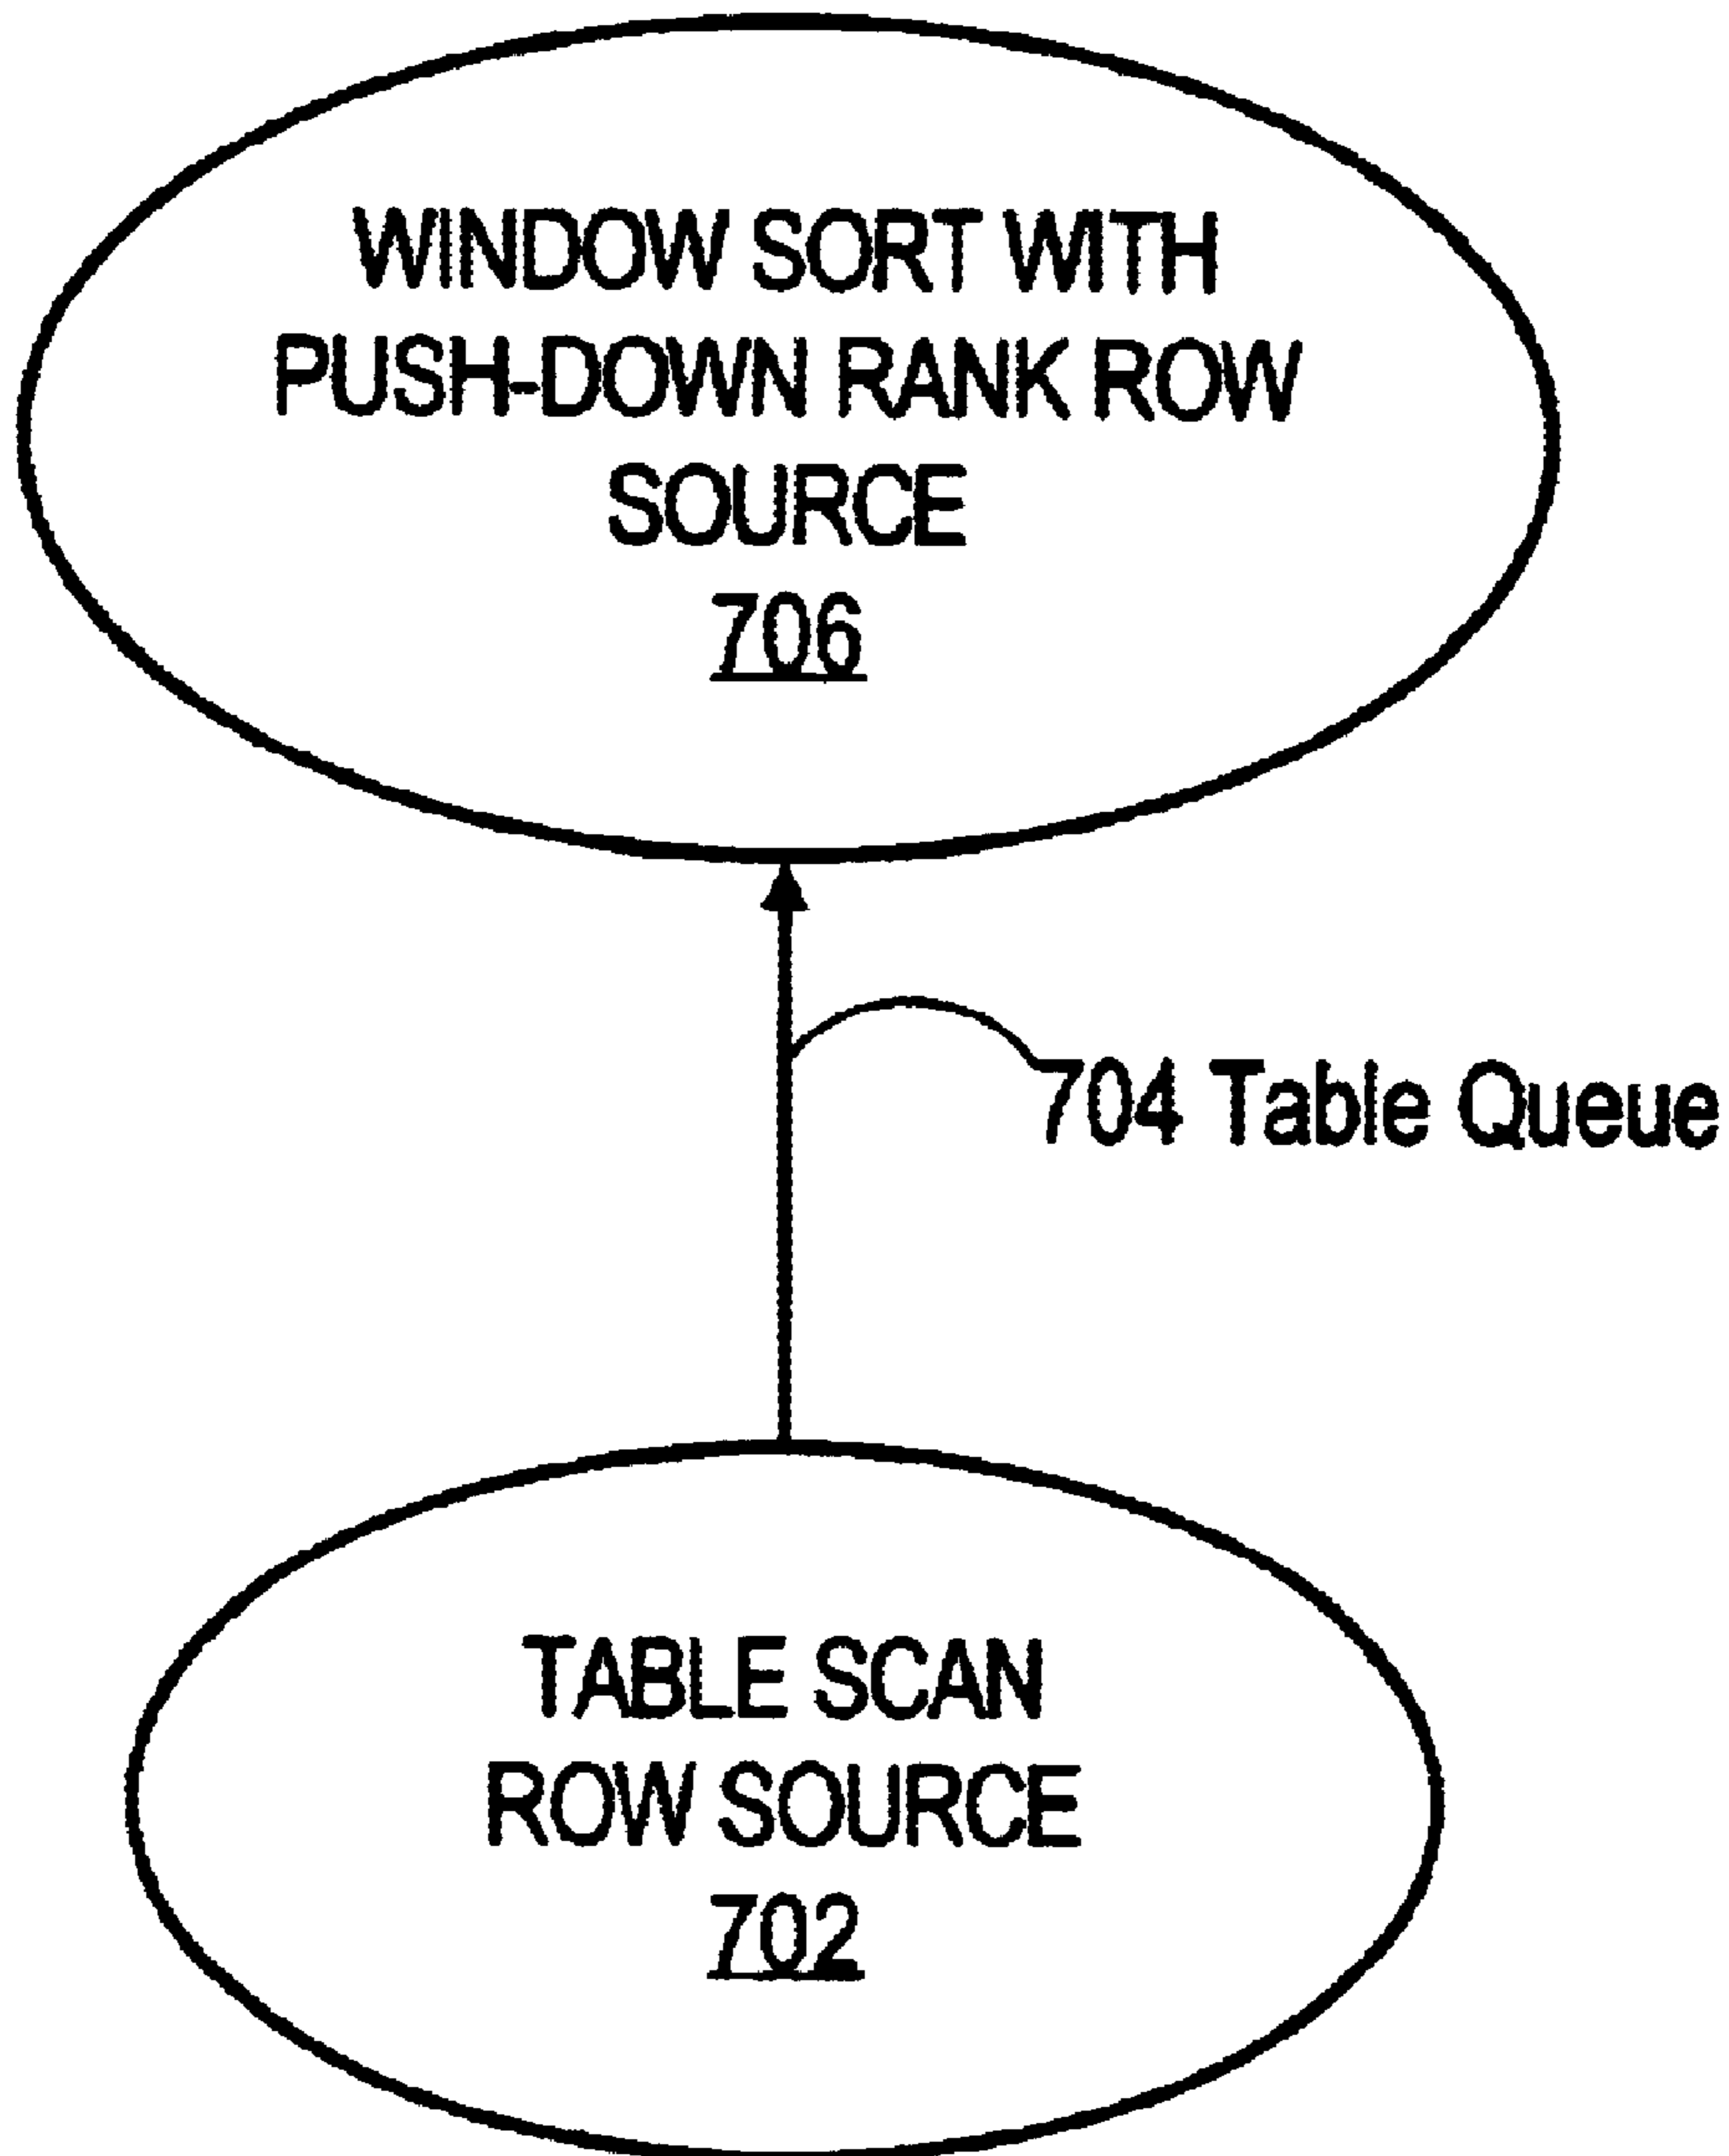 WINDOW SORT WITH
PUSH-DOWN RANK ROW
SOURCE
706
704 Table Queue
TABLE SCAN
ROW SOURCE
702